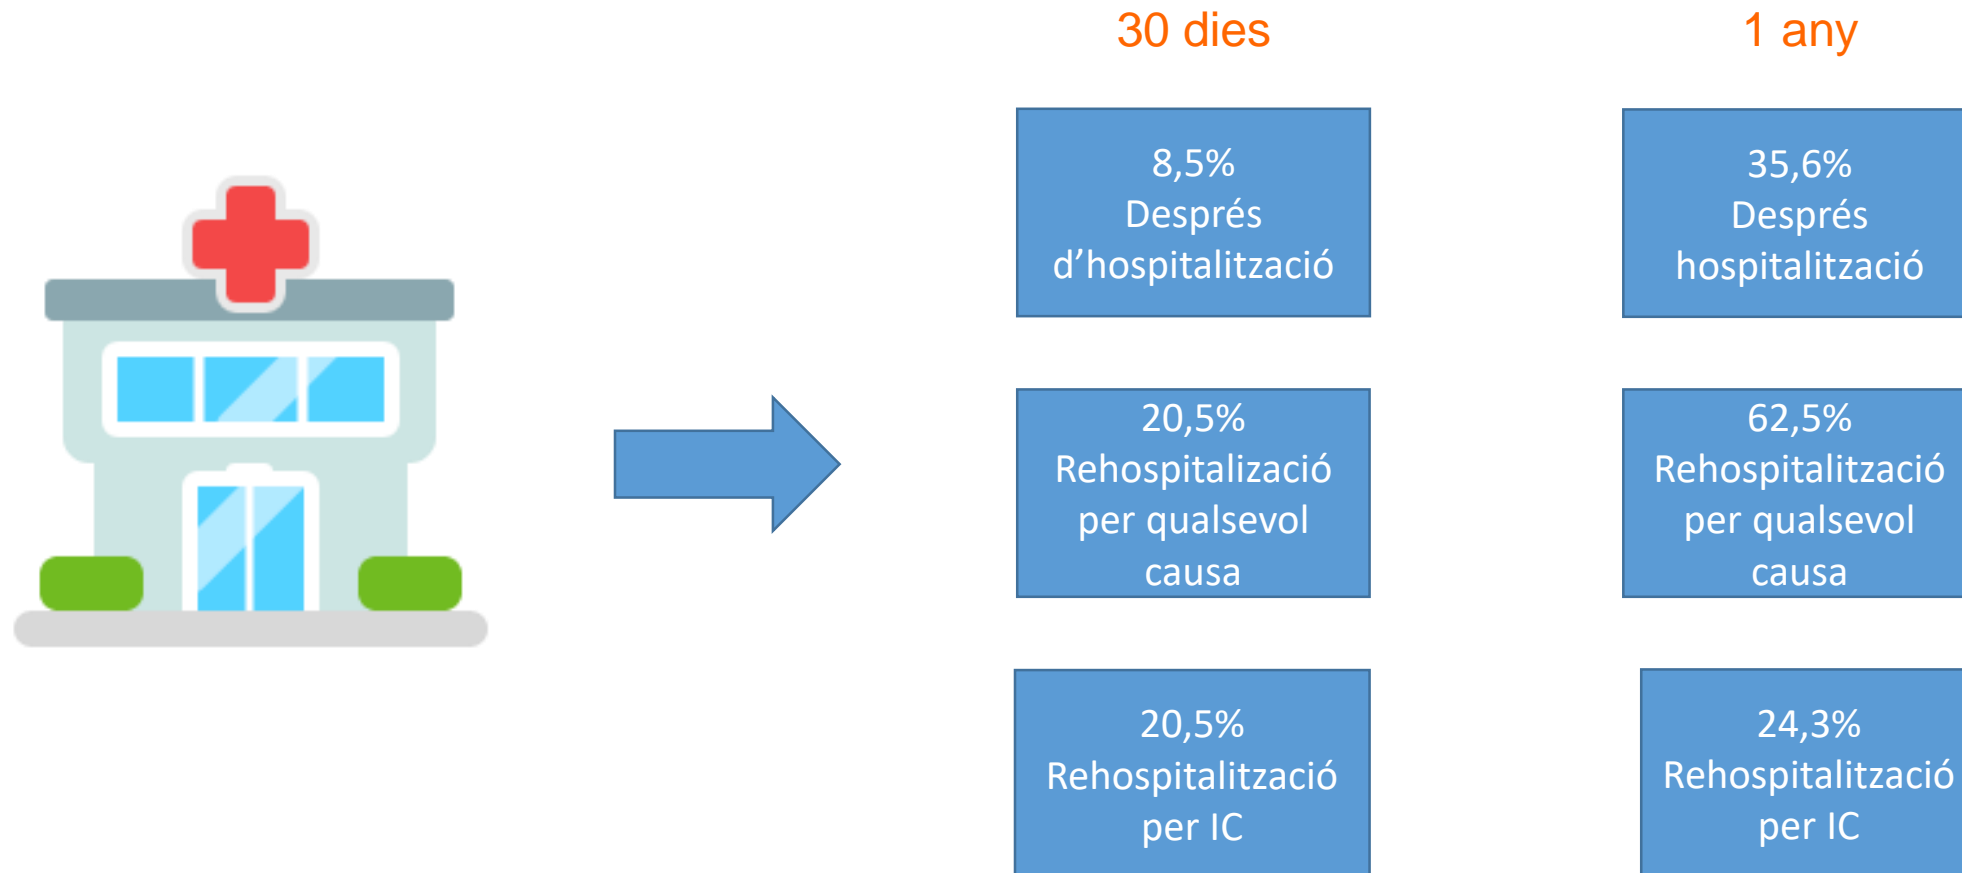 30 dies
1 any
8,5%
Després
d’hospitalització
35,6%
Després
hospitalització
20,5%
Rehospitalizació
per qualsevol
causa
62,5%
Rehospitalització
per qualsevol
causa
20,5%
Rehospitalització
per IC
24,3%
Rehospitalització
per IC